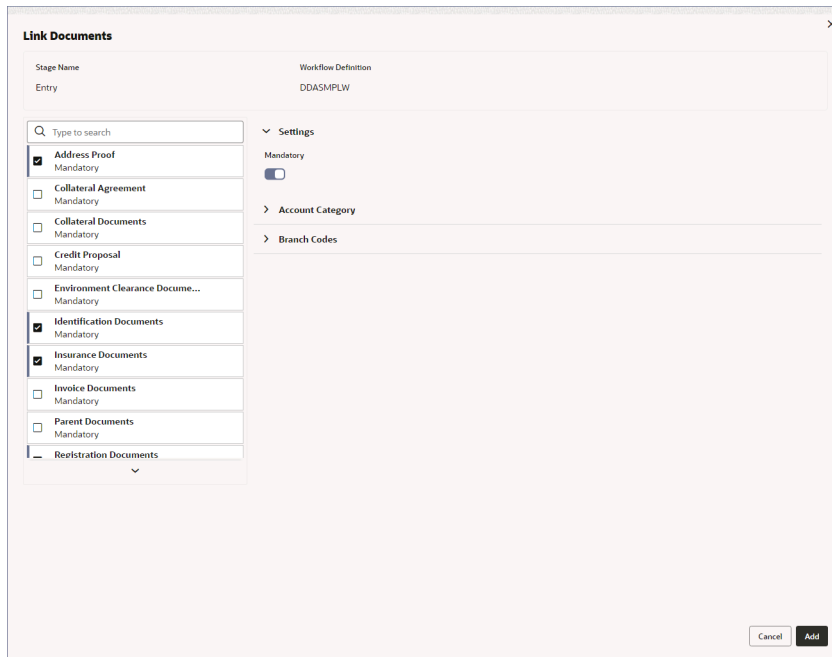 Link Documents
Stage Name
Workflow Definition
Entry
DDASMPLW
Type to search
Address Proof
Mandatory
Collateral Agreement
Mandatory
Collateral Documents
Mandatory
Credit Proposal
Mandatory
Environment Clearance Docume...
Mandatory
Identification Documents
Mandatory
Insurance Documents
Mandatory
Invoice Documents
Mandatory
Parent Documents
Mandatory
Registration Documents
Settings
Mandatory
Account Category
Branch Codes
Cancel
Add